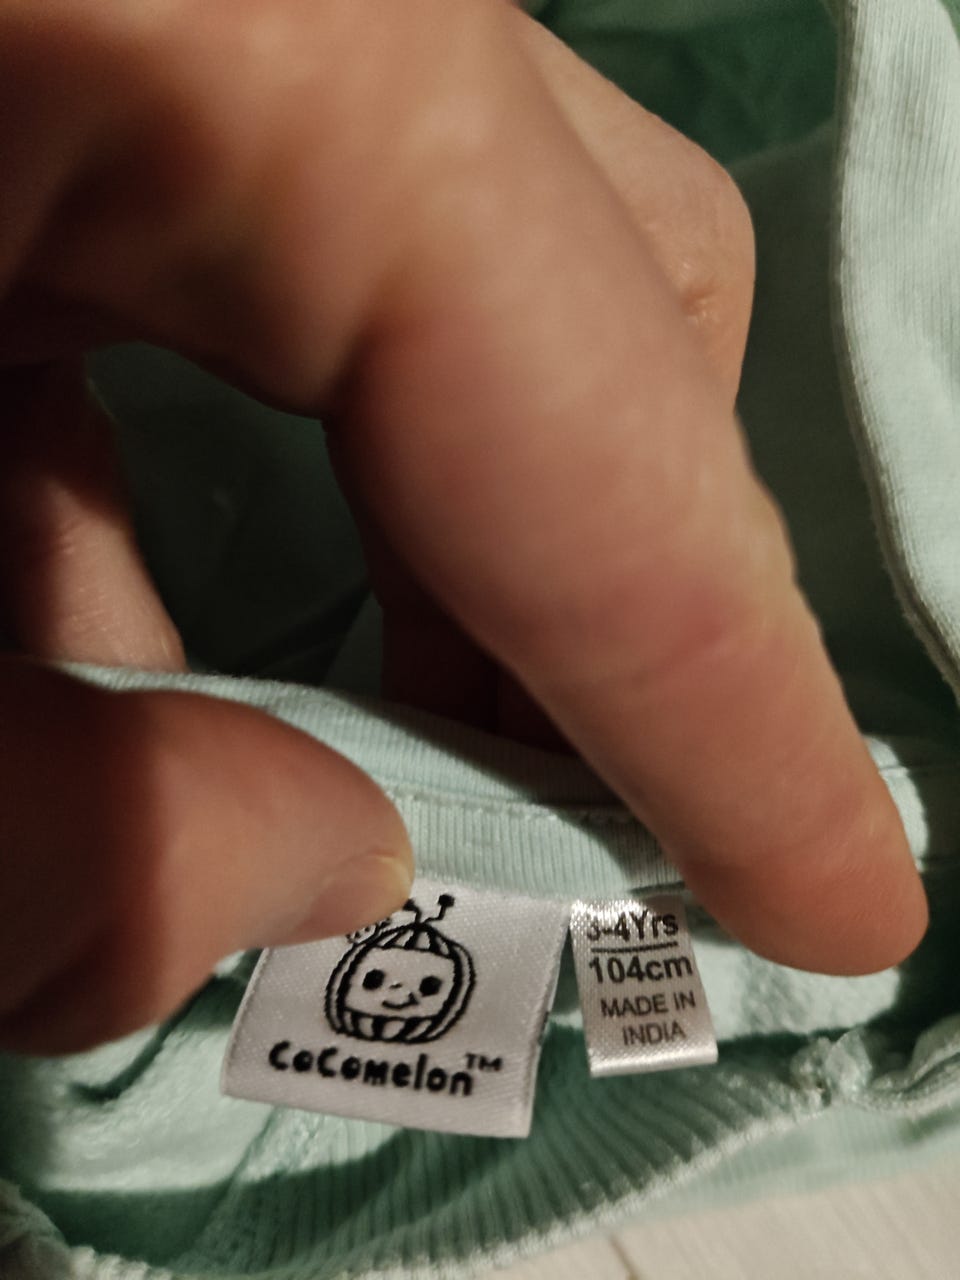 CoComelon™
3-4Yrs
104cm
MADE IN
INDIA